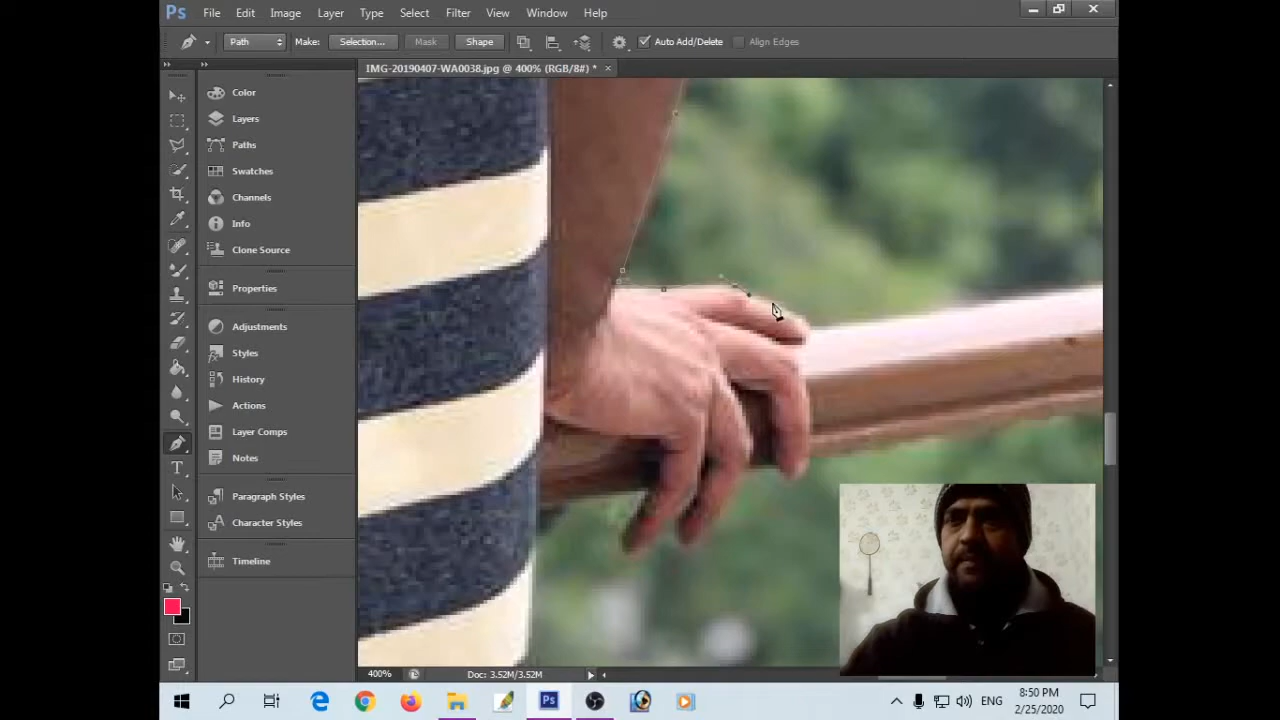 Ps File Edit Image Layer Type Select Filter View Window Help
Path Make: Selection... Mask Shape Auto Add/Delete Align Edges
IMG-20190407-WA0038.jpg @ 400% (RGB/8#) * ×
Color
Layers
Paths
Swatches
Channels
Info
Clone Source
Properties
Adjustments
Styles
History
Actions
Layer Comps
Notes
Paragraph Styles
Character Styles
Timeline
400% Doc: 3.52M/3.52M
Ps ENG 8:50 PM
2/25/2020